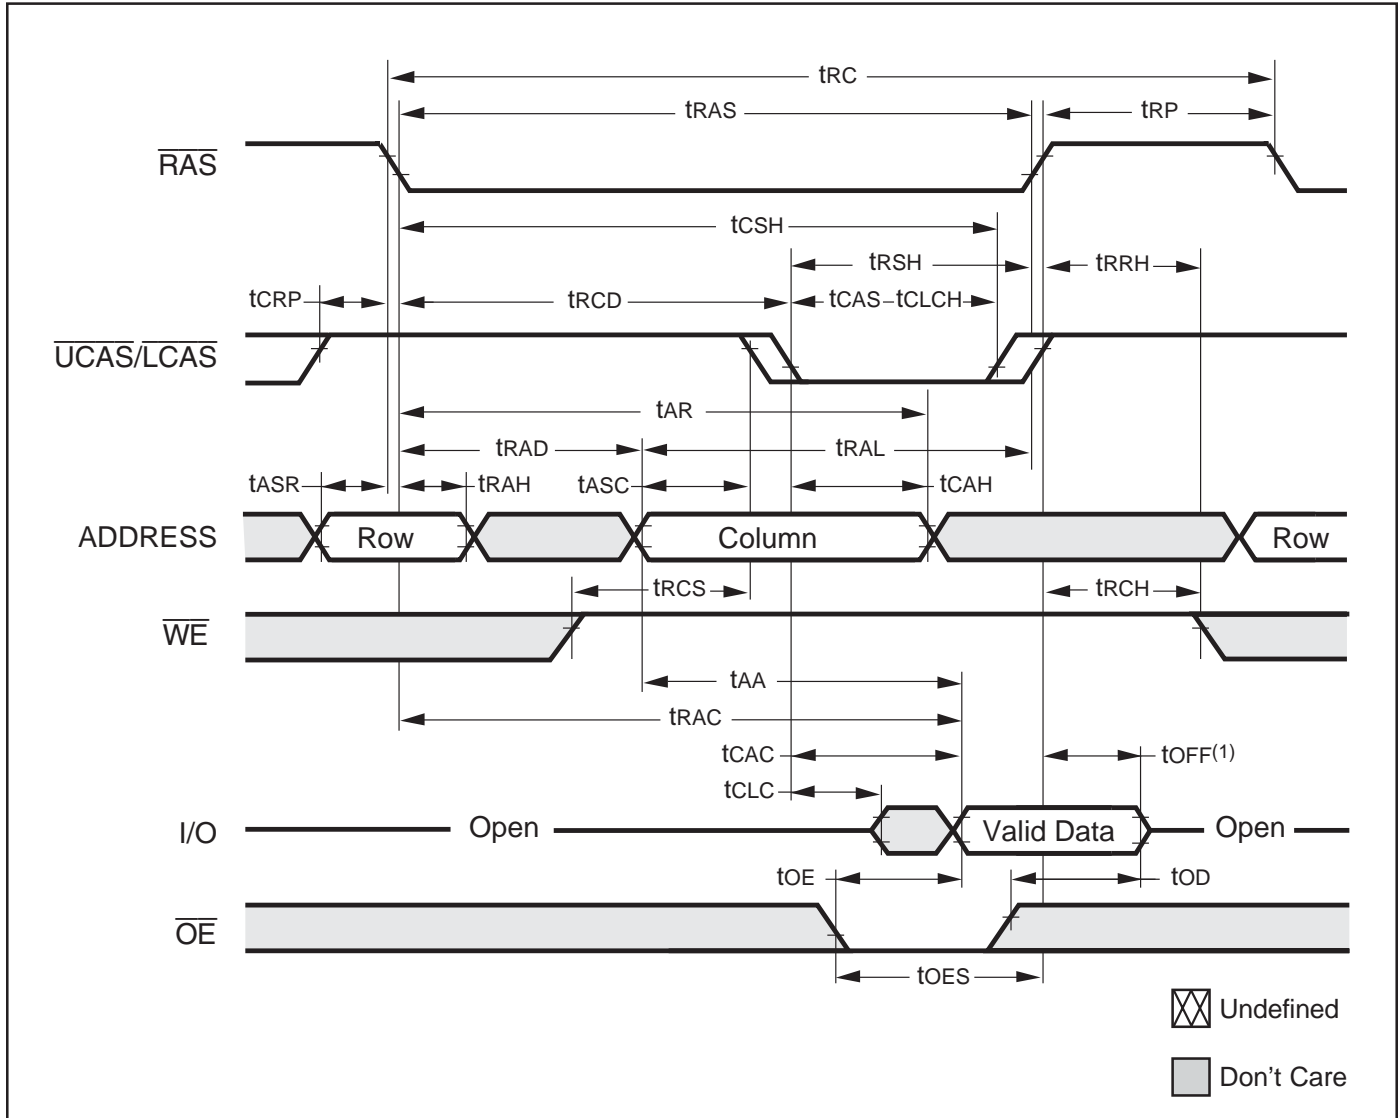 tRC
tRAS tRP
RAS
tCSH
tRSH tRRH
tCRP tRCD tCAS tCLCH
UCAS/LCAS
tAR
tRAD tRAL
tASR tRAH tASC tCAH
ADDRESS Row Column Row
tRCS tRCH
WE
tAA
tRAC
tCAC tOFF(1)
tCLC
I/O Open Valid Data Open
tOE tOD
OE
tOES
Undefined
Don't Care